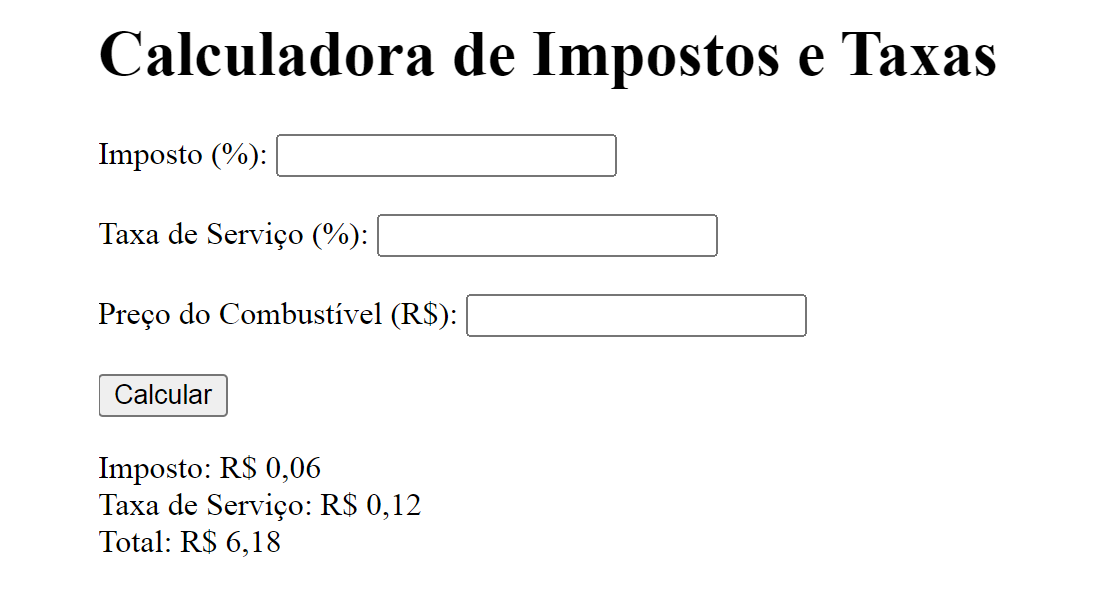 Calculadora de Impostos e Taxas
Imposto (%):
Taxa de Serviço (%):
Preço do Combustível (R$):
Calcular
Imposto: R$ 0,06
Taxa de Serviço: R$ 0,12
Total: R$ 6,18